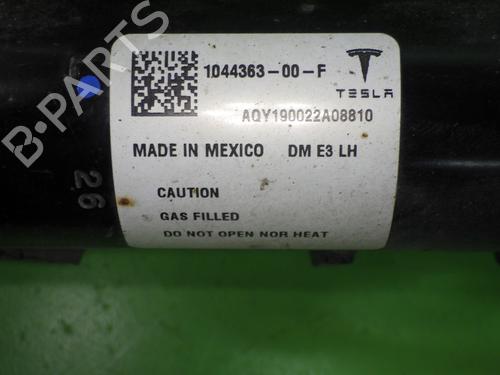 B-PARTS
1044363-00-F
TESLA
AQY190022A08810
MADE IN MEXICO DM E3 LH
CAUTION
GAS FILLED
DO NOT OPEN NOR HEAT
26
B-PARTS